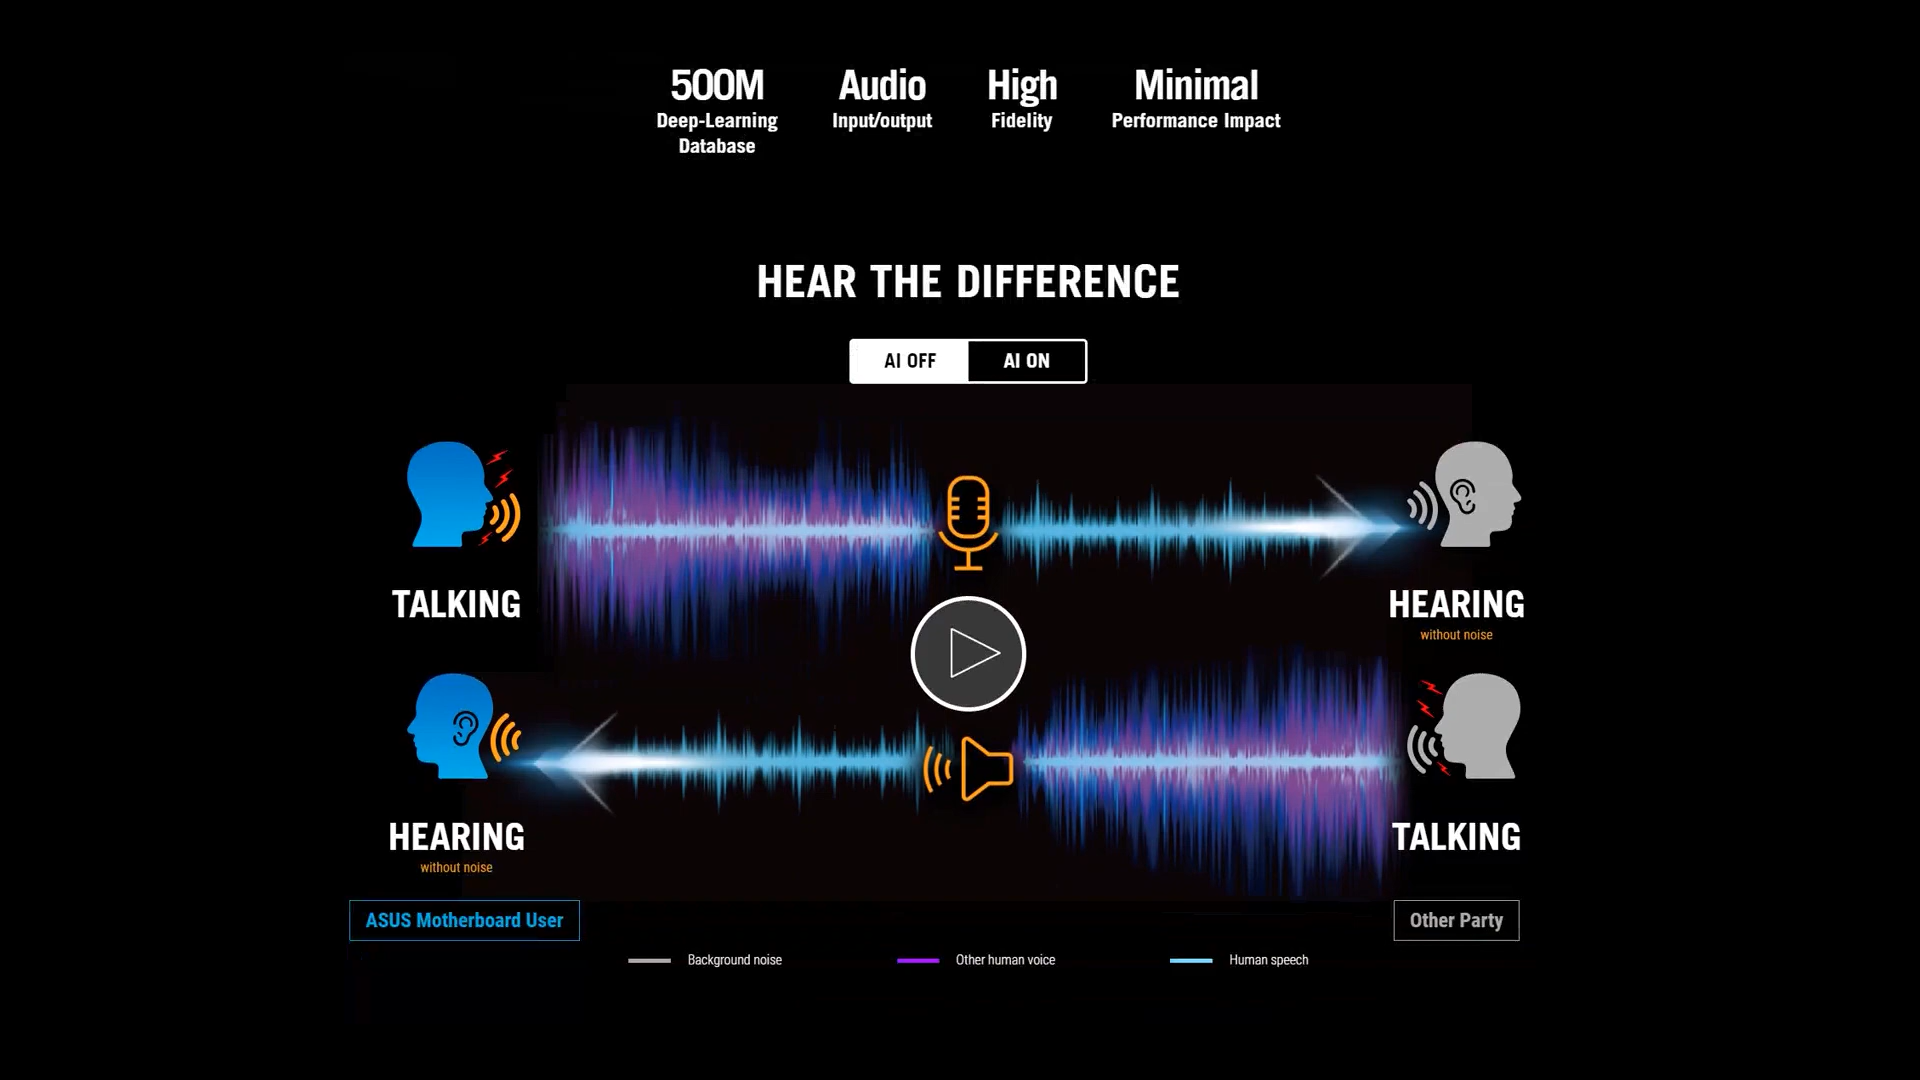 500M
Deep-Learning
Database
Audio
Input/output
High
Fidelity
Minimal
Performance Impact
HEAR THE DIFFERENCE
AI OFF
AI ON
TALKING
HEARING
without noise
HEARING
without noise
TALKING
ASUS Motherboard User
Other Party
Background noise
Other human voice
Human speech